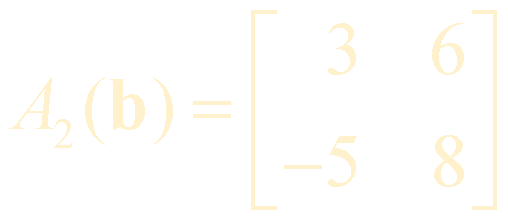 A₂(b) = [ 3 6
−5 8 ]